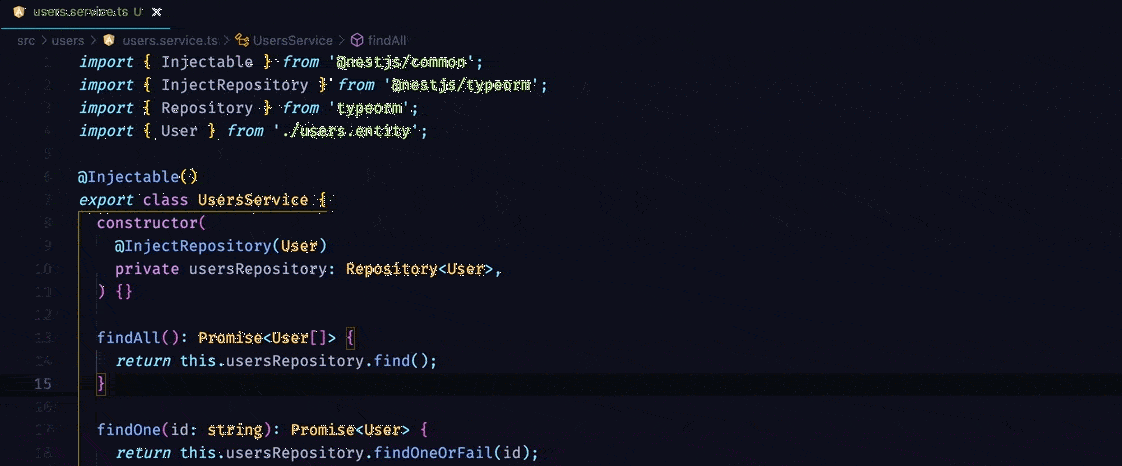 users.service.ts U
src > users > users.service.ts > UsersService > findAll
1 import { Injectable } from '@nestjs/common';
2 import { InjectRepository } from '@nestjs/typeorm';
3 import { Repository } from 'typeorm';
4 import { User } from './users.entity';
5
6 @Injectable()
7 export class UsersService {
8 constructor(
9 @InjectRepository(User)
10 private usersRepository: Repository<User>,
11 ) {}
12
13 findAll(): Promise<User[]> {
14 return this.usersRepository.find();
15 }
16
17 findOne(id: string): Promise<User> {
18 return this.usersRepository.findOneOrFail(id);